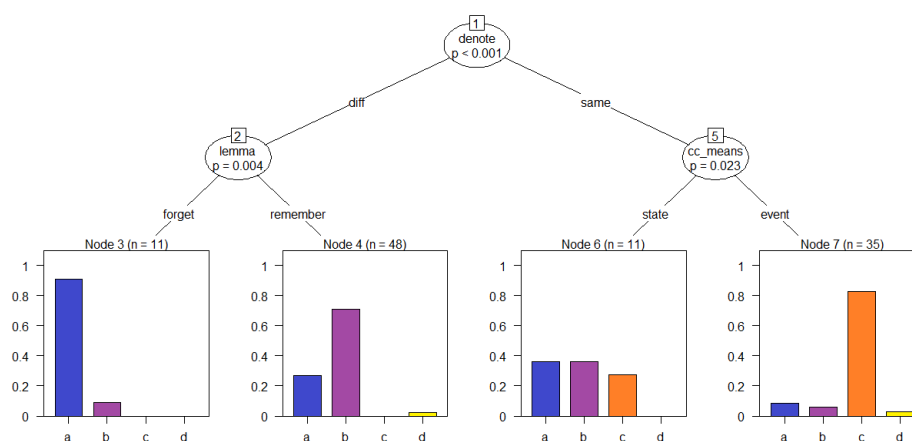 1
denote
p < 0.001
diff
same
2
lemma
p = 0.004
5
cc_means
p = 0.023
forget
remember
state
event
Node 3 (n = 11)
1
0.8
0.6
0.4
0.2
0
a b c d
Node 4 (n = 48)
1
0.8
0.6
0.4
0.2
0
a b c d
Node 6 (n = 11)
1
0.8
0.6
0.4
0.2
0
a b c d
Node 7 (n = 35)
1
0.8
0.6
0.4
0.2
0
a b c d